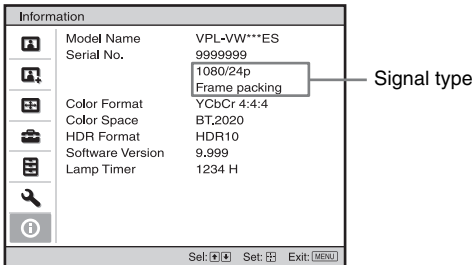 Information
Model Name VPL-VW***ES
Serial No. 9999999
1080/24p
Frame packing
Signal type
Color Format YCbCr 4:4:4
Color Space BT.2020
HDR Format HDR10
Software Version 9.999
Lamp Timer 1234 H
Sel: Set: Exit: MENU